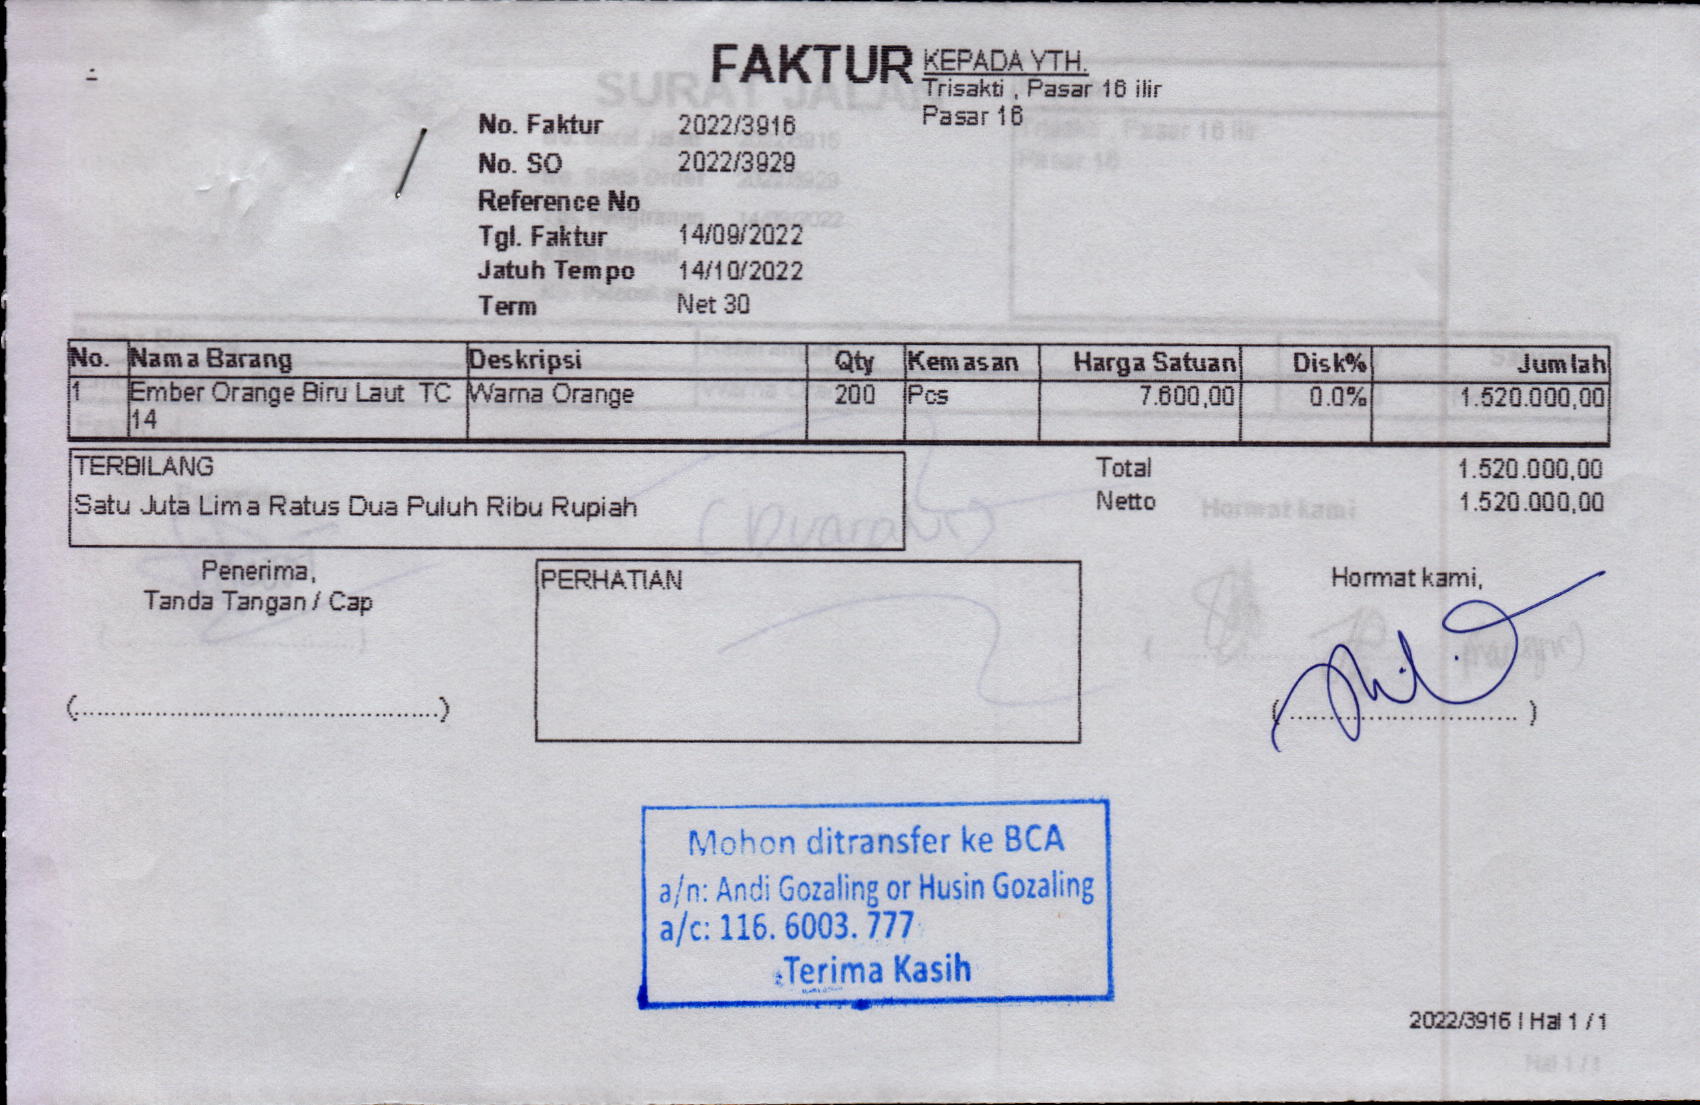 FAKTUR
KEPADA YTH.
Trisakti , Pasar 16 ilir
Pasar 16
No. Faktur 2022/3916
No. SO 2022/3929
Reference No
Tgl. Faktur 14/09/2022
Jatuh Tempo 14/10/2022
Term Net 30
No. Nama Barang Deskripsi Qty Kemasan Harga Satuan Disk% Jumlah
1 Ember Orange Biru Laut TC Warna Orange 200 Pcs 7.600,00 0.0% 1.520.000,00
14
TERBILANG
Satu Juta Lima Ratus Dua Puluh Ribu Rupiah
Total 1.520.000,00
Netto 1.520.000,00
Penerima,
Tanda Tangan / Cap
(..............................................)
PERHATIAN
Hormat kami,
(.............................)
Mohon ditransfer ke BCA
a/n: Andi Gozaling or Husin Gozaling
a/c: 116. 6003. 777
Terima Kasih
2022/3916 | Hal 1 / 1